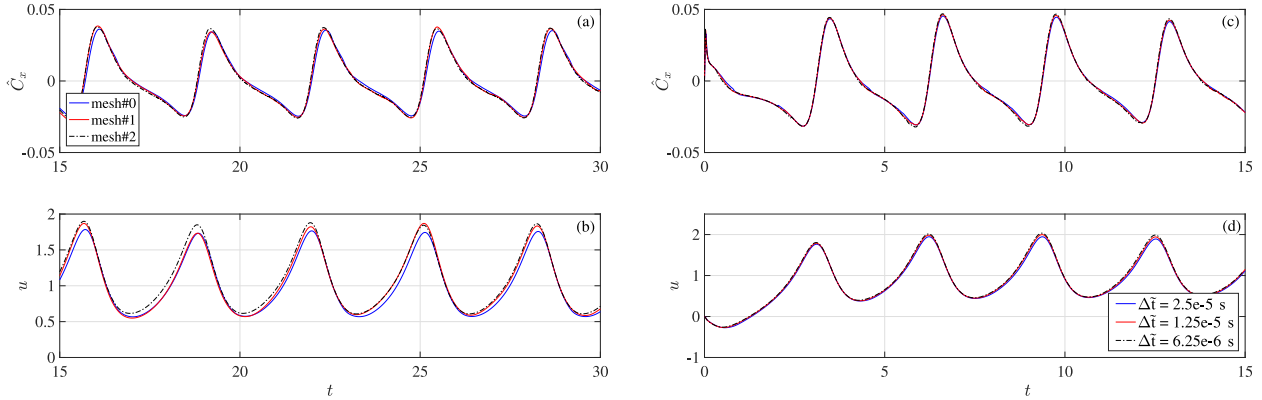 0.05
(a)
Ĉₓ
0
mesh#0
mesh#1
mesh#2
-0.05
15
20
25
30
2
(b)
1.5
u
1
0.5
0
15
20
25
30
t
0.05
(c)
Ĉₓ
0
0.05
0
5
10
15
2
(d)
1
u
0
Δt̃ = 2.5e-5 s
Δt̃ = 1.25e-5 s
Δt̃ = 6.25e-6 s
-1
0
5
10
15
t